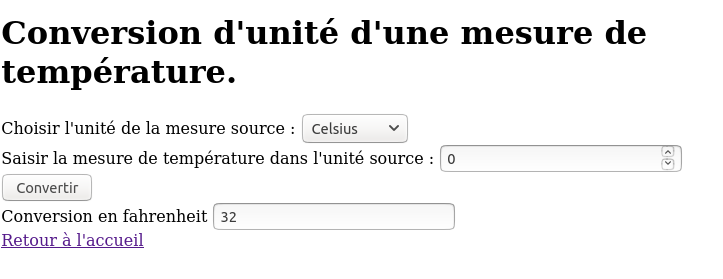 Conversion d'unité d'une mesure de
température.
Choisir l'unité de la mesure source : Celsius
Saisir la mesure de température dans l'unité source : 0
Convertir
Conversion en fahrenheit 32
Retour à l'accueil